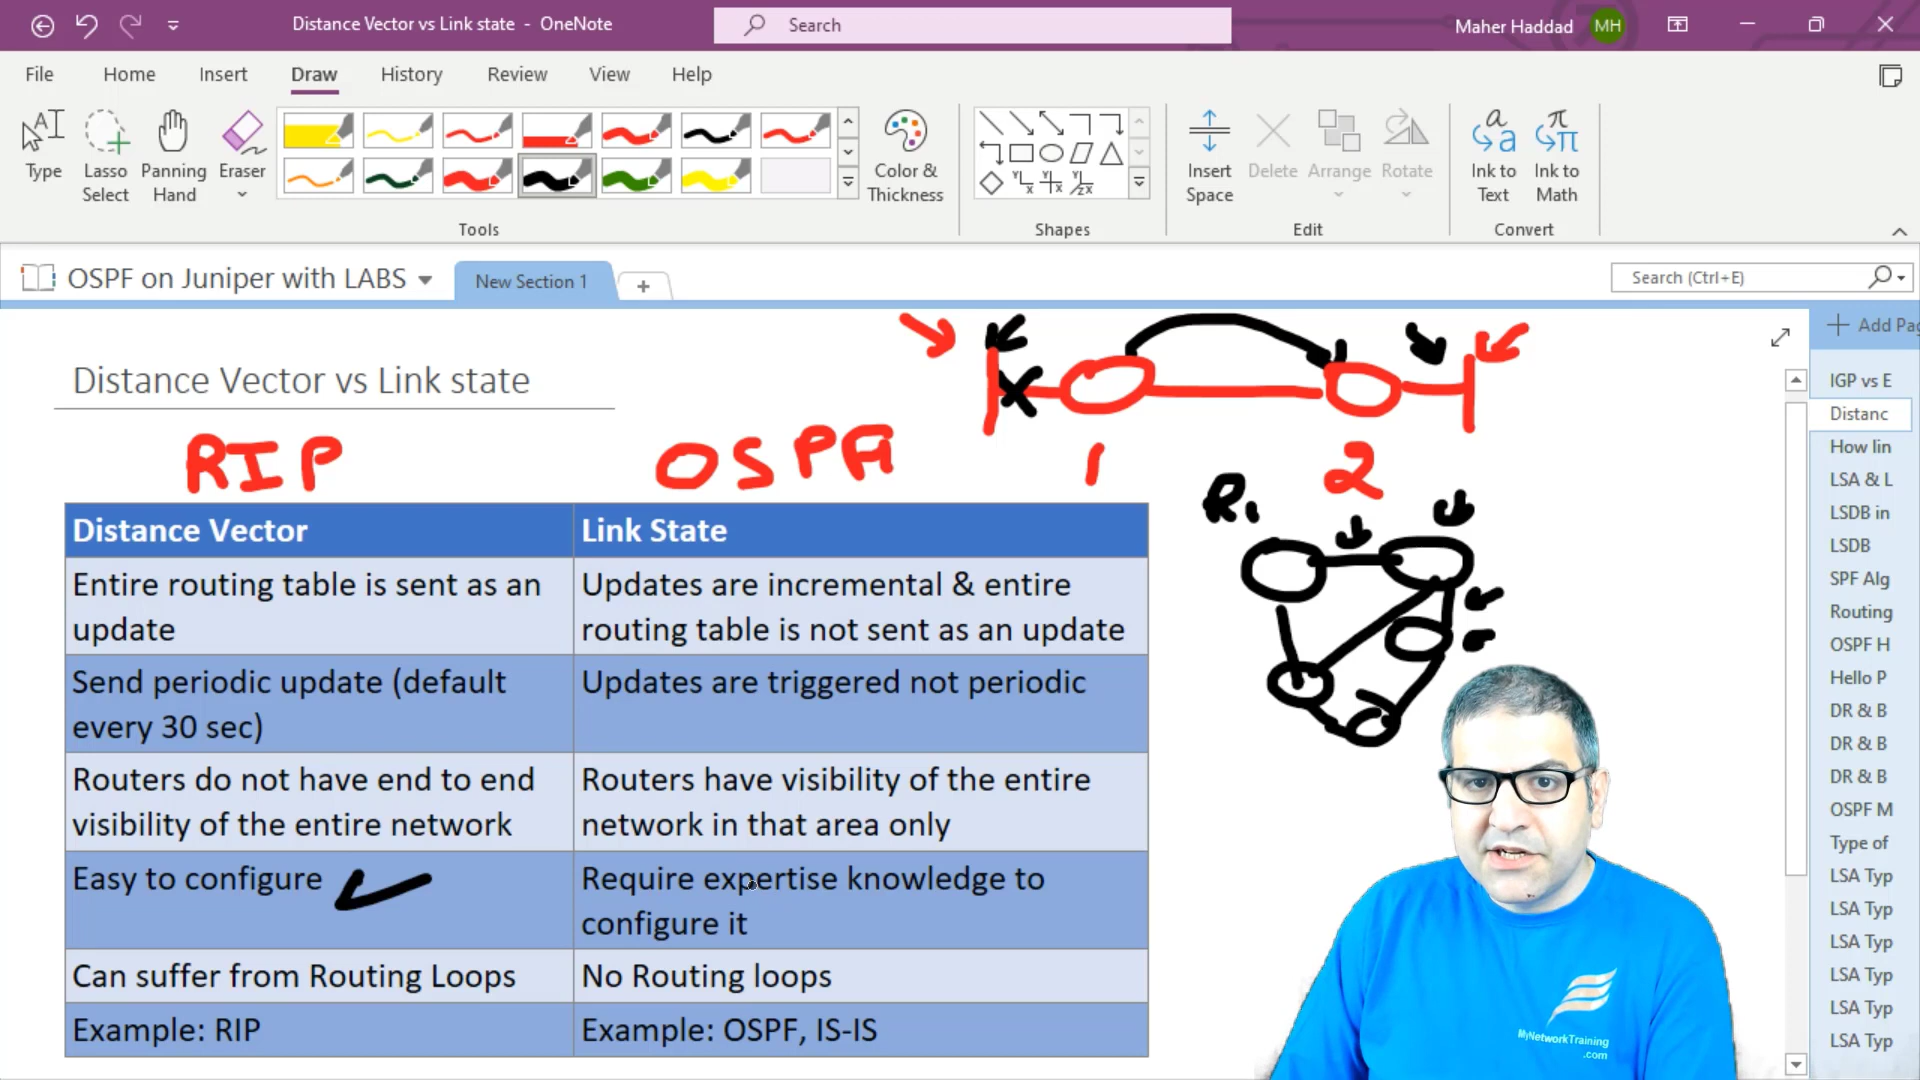 Distance Vector vs Link state - OneNote
Search
Maher Haddad
MH
File
Home
Insert
Draw
History
Review
View
Help
Type
Lasso Select
Panning Hand
Eraser
Color & Thickness
Insert Space
Delete
Arrange
Rotate
Ink to Text
Ink to Math
Tools
Shapes
Edit
Convert
OSPF on Juniper with LABS
New Section 1
Search (Ctrl+E)
Add Pag
Distance Vector vs Link state
RIP
OSPF
1
2
R1
Distance Vector
Link State
Entire routing table is sent as an
update
Updates are incremental & entire
routing table is not sent as an update
Send periodic update (default
every 30 sec)
Updates are triggered not periodic
Routers do not have end to end
visibility of the entire network
Routers have visibility of the entire
network in that area only
Easy to configure
Require expertise knowledge to
configure it
Can suffer from Routing Loops
No Routing loops
Example: RIP
Example: OSPF, IS-IS
IGP vs E
Distanc
How lin
LSA & L
LSDB in
LSDB
SPF Alg
Routing
OSPF H
Hello P
DR & B
DR & B
DR & B
OSPF M
Type of
LSA Typ
LSA Typ
LSA Typ
LSA Typ
LSA Typ
LSA Typ
MyNetworkTraining
.com